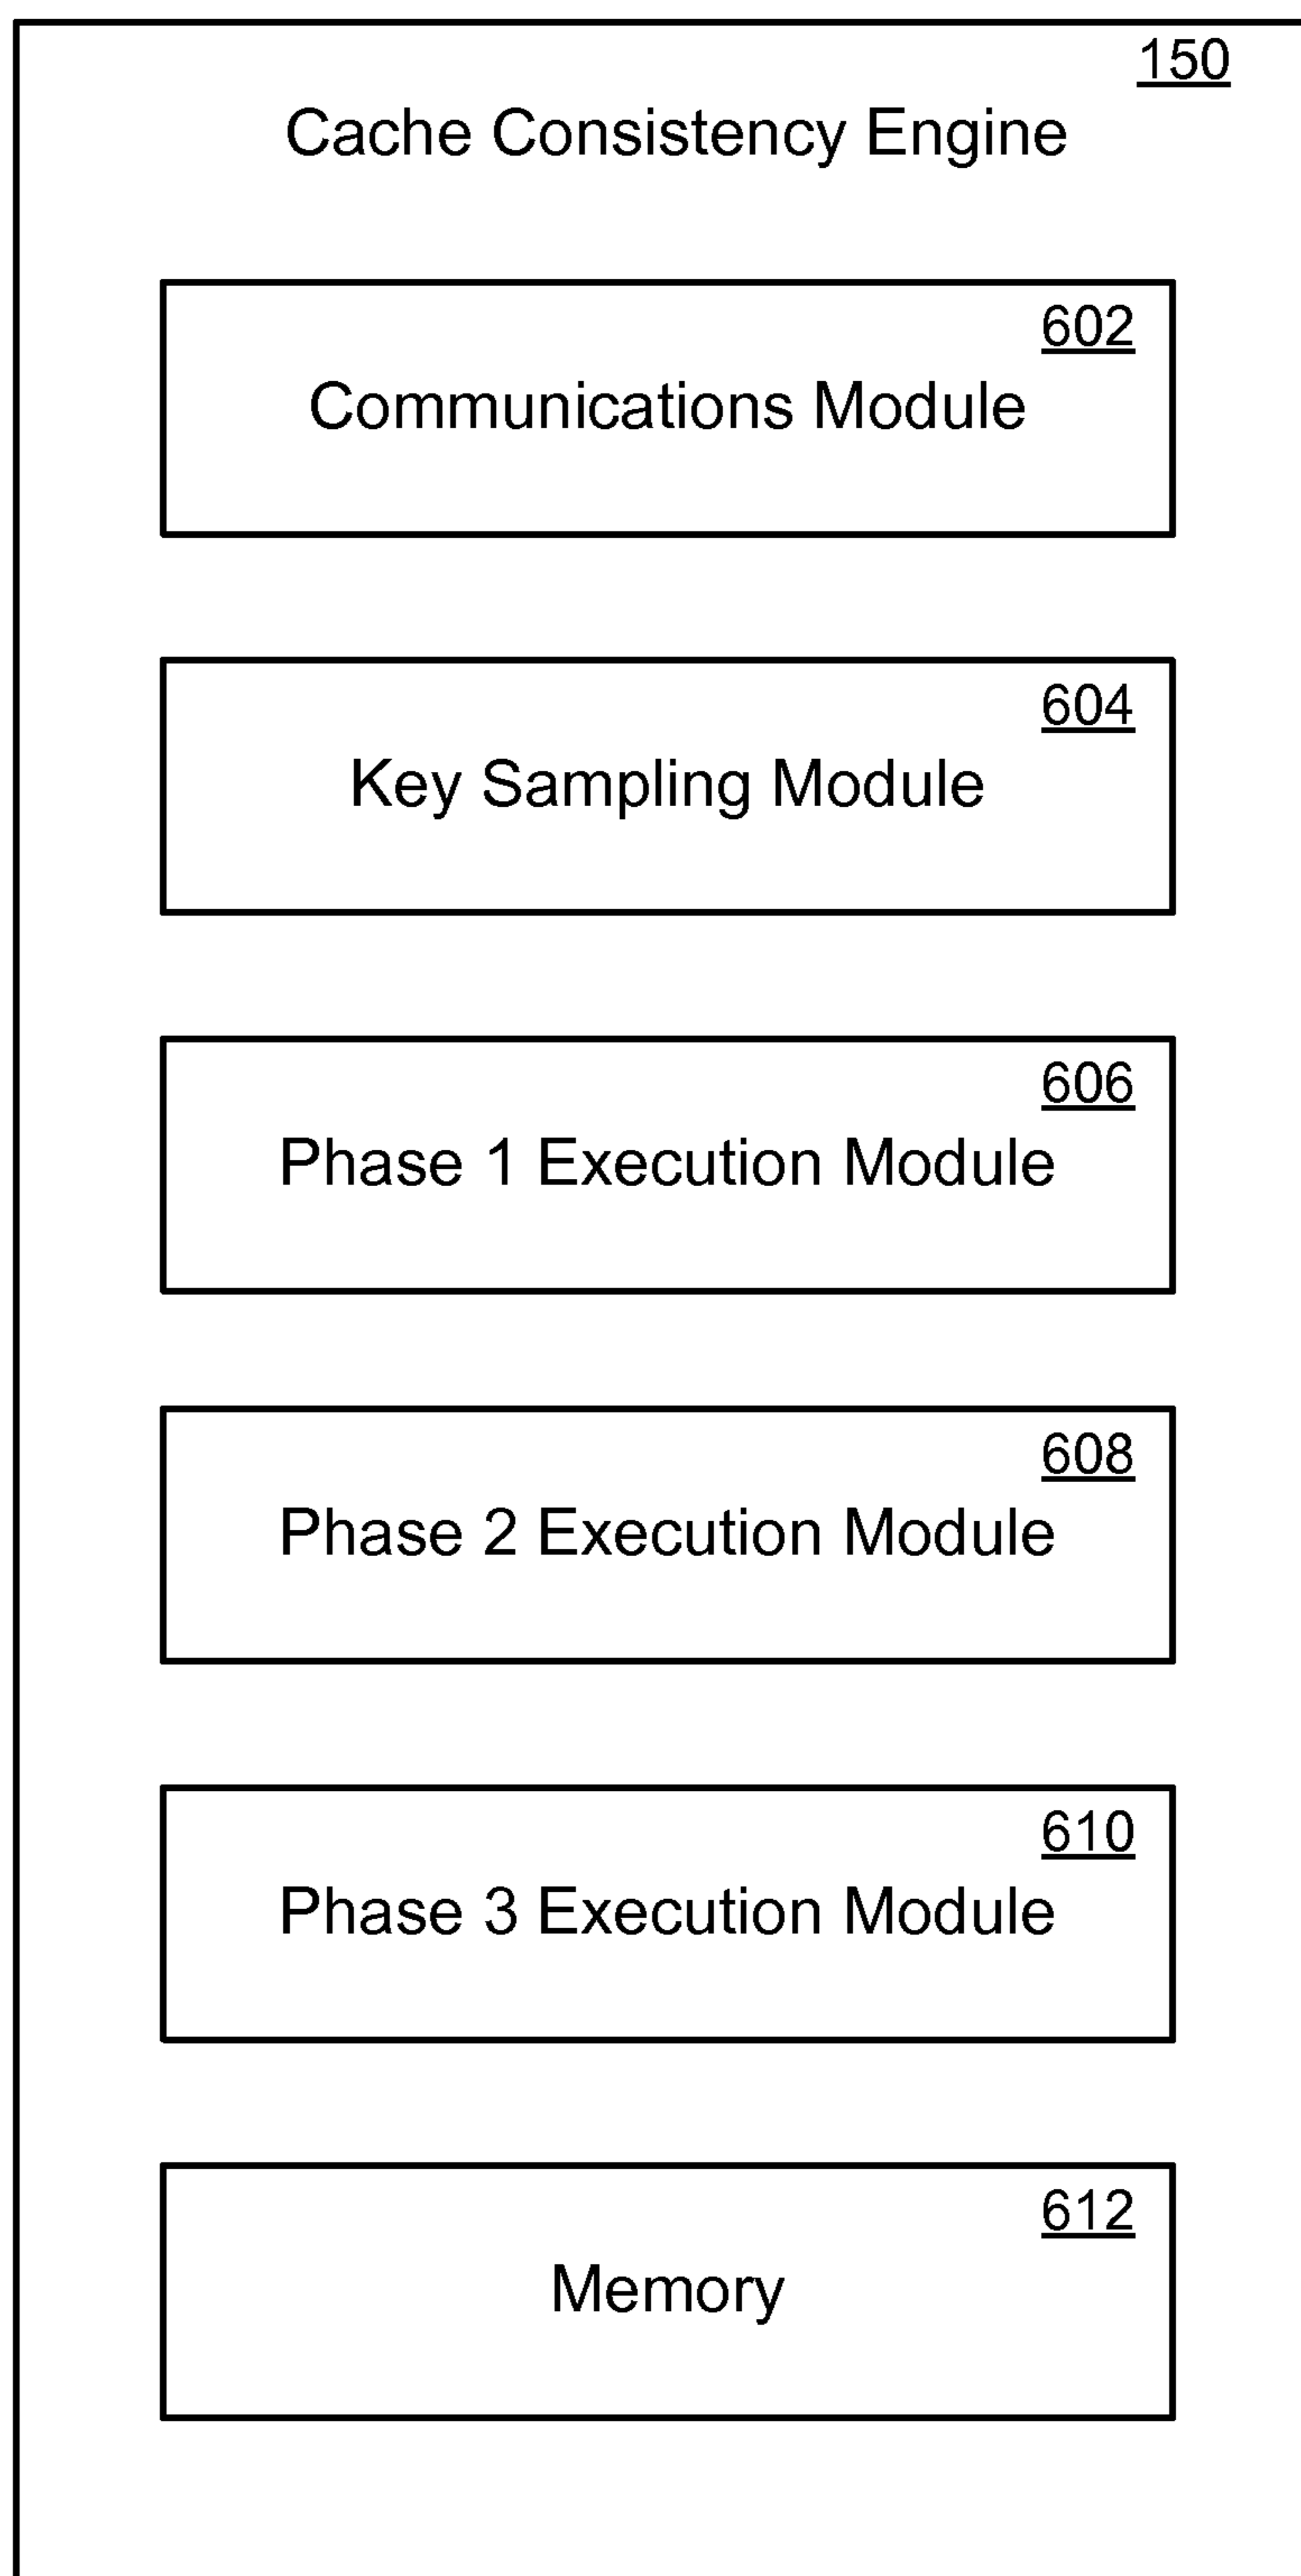 150
Cache Consistency Engine
602
Communications Module
604
Key Sampling Module
606
Phase 1 Execution Module
608
Phase 2 Execution Module
610
Phase 3 Execution Module
612
Memory